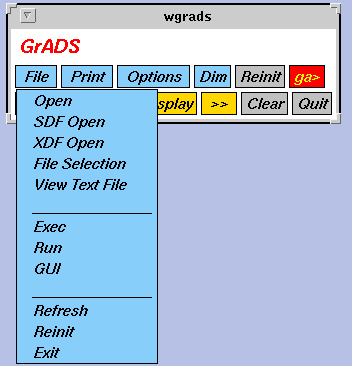 wgrads
GrADS
File Print Options Dim Reinit ga>
splay >> Clear Quit
Open
SDF Open
XDF Open
File Selection
View Text File
Exec
Run
GUI
Refresh
Reinit
Exit